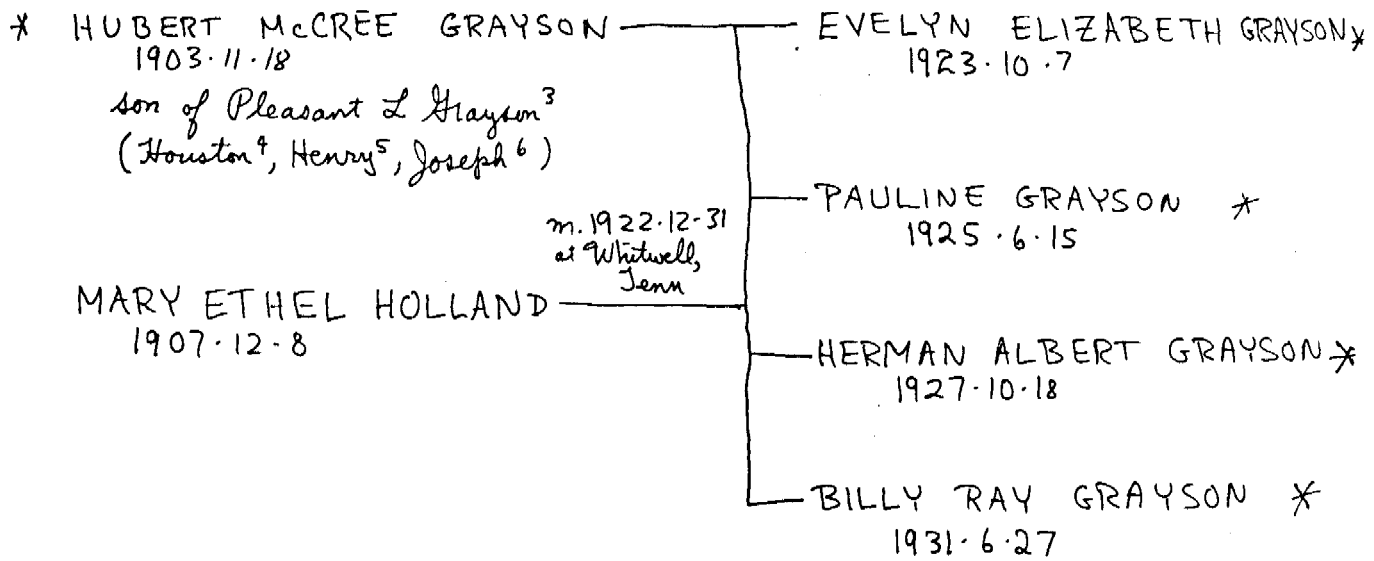 * HUBERT McCREE GRAYSON
1903·11·18
son of Pleasant L Grayson³
(Houston⁴, Henry⁵, Joseph⁶)
m. 1922·12-31
at Whitwell,
Tenn
MARY ETHEL HOLLAND
1907·12-8
EVELYN ELIZABETH GRAYSON*
1923·10·7
PAULINE GRAYSON *
1925·6·15
HERMAN ALBERT GRAYSON*
1927·10·18
BILLY RAY GRAYSON *
1931·6·27